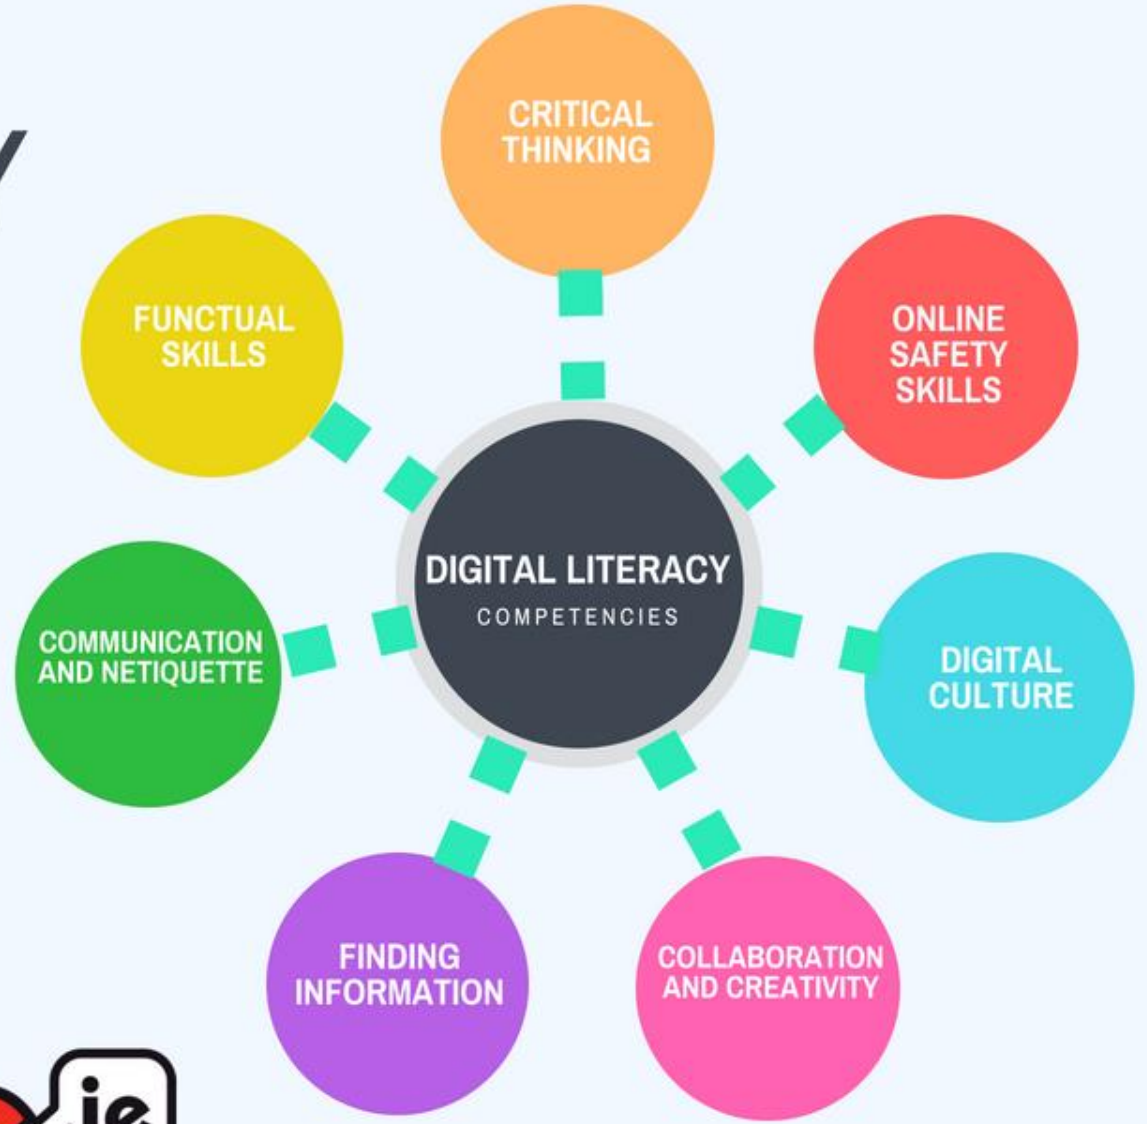 CRITICAL
THINKING
FUNCTUAL
SKILLS
ONLINE
SAFETY
SKILLS
DIGITAL LITERACY
COMPETENCIES
COMMUNICATION
AND NETIQUETTE
DIGITAL
CULTURE
FINDING
INFORMATION
COLLABORATION
AND CREATIVITY
.ie